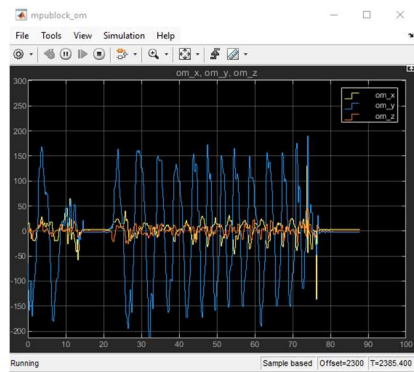 mpublock_om
File Tools View Simulation Help
om_x, om_y, om_z
om_x
om_y
om_z
300
250
200
150
100
50
0
-50
-100
-150
-200
0 10 20 30 40 50 60 70 80 90 100
Running Sample based Offset=2300 T=2385.400